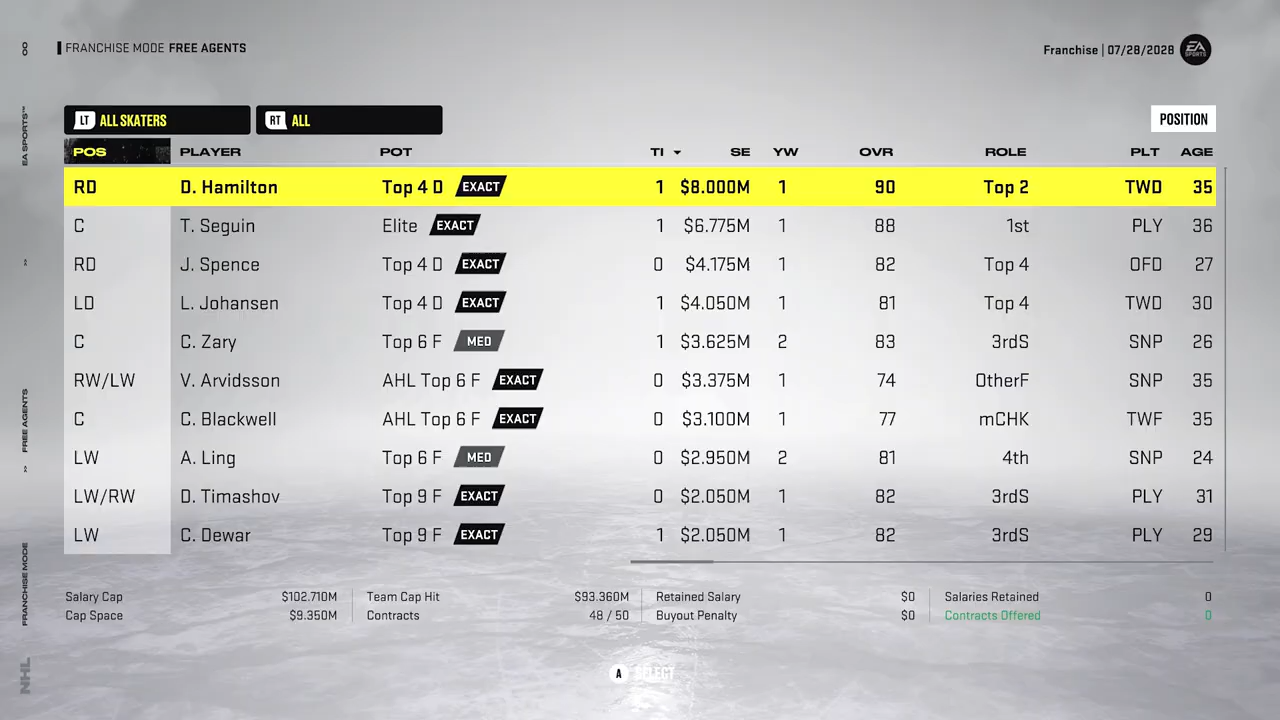 FRANCHISE MODE FREE AGENTS
Franchise | 07/28/2028
EA SPORTS
EA SPORTS™
FREE AGENTS
FRANCHISE MODE
NHL
LT ALL SKATERS
RT ALL
POSITION
POS PLAYER POT TI SE YW OVR ROLE PLT AGE
RD D. Hamilton Top 4 D EXACT 1 $8.000M 1 90 Top 2 TWD 35
C T. Seguin Elite EXACT 1 $6.775M 1 88 1st PLY 36
RD J. Spence Top 4 D EXACT 0 $4.175M 1 82 Top 4 OFD 27
LD L. Johansen Top 4 D EXACT 1 $4.050M 1 81 Top 4 TWD 30
C C. Zary Top 6 F MED 1 $3.625M 2 83 3rdS SNP 26
RW/LW V. Arvidsson AHL Top 6 F EXACT 0 $3.375M 1 74 OtherF SNP 35
C C. Blackwell AHL Top 6 F EXACT 0 $3.100M 1 77 mCHK TWF 35
LW A. Ling Top 6 F MED 0 $2.950M 2 81 4th SNP 24
LW/RW D. Timashov Top 9 F EXACT 0 $2.050M 1 82 3rdS PLY 31
LW C. Dewar Top 9 F EXACT 1 $2.050M 1 82 3rdS PLY 29
Salary Cap $102.710M Team Cap Hit $93.360M Retained Salary $0 Salaries Retained 0
Cap Space $9.350M Contracts 48 / 50 Buyout Penalty $0 Contracts Offered 0
A SELECT